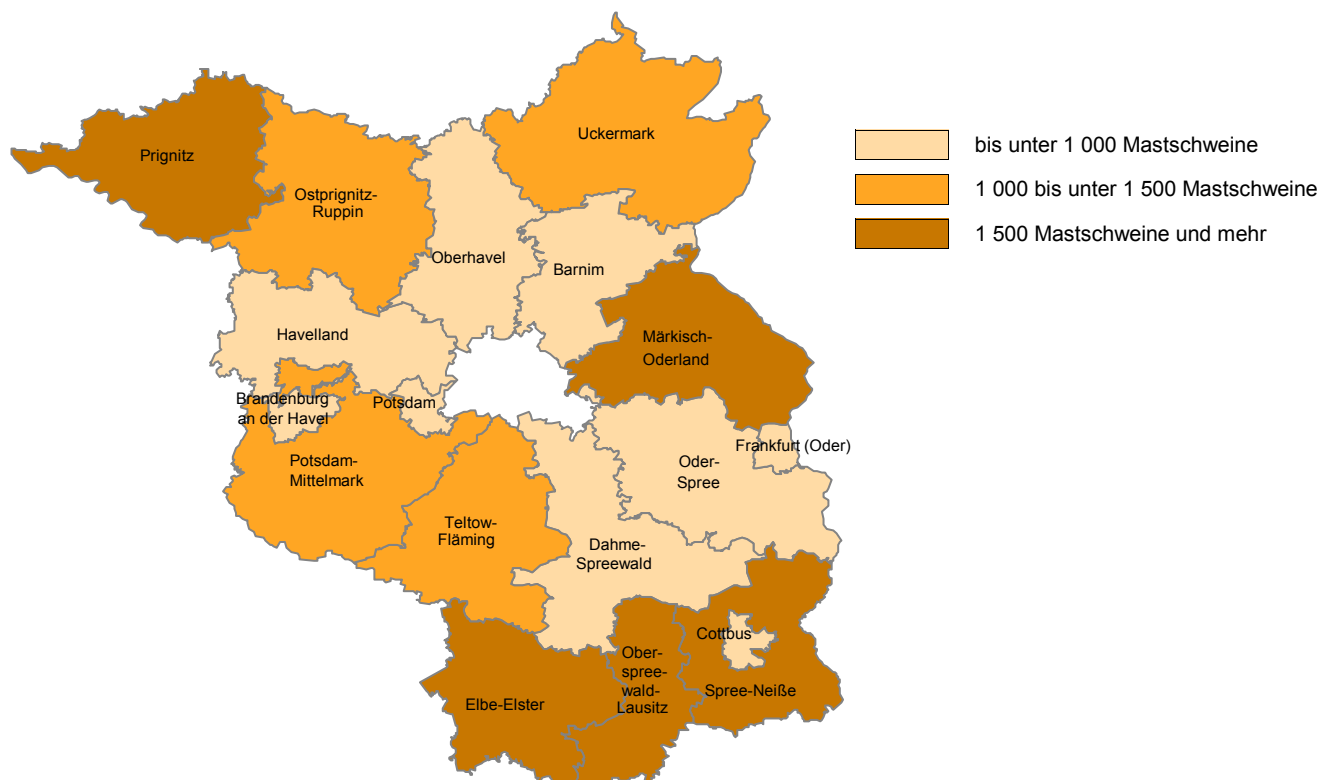 Uckermark
Prignitz
Ostprignitz-
Ruppin
Oberhavel
Barnim
Havelland
Märkisch-
Oderland
Brandenburg
an der Havel
Potsdam
Frankfurt (Oder)
Potsdam-
Mittelmark
Oder-
Spree
Teltow-
Fläming
Dahme-
Spreewald
Cottbus
Ober-
spree-
wald-
Lausitz
Spree-Neiße
Elbe-Elster
bis unter 1 000 Mastschweine
1 000 bis unter 1 500 Mastschweine
1 500 Mastschweine und mehr